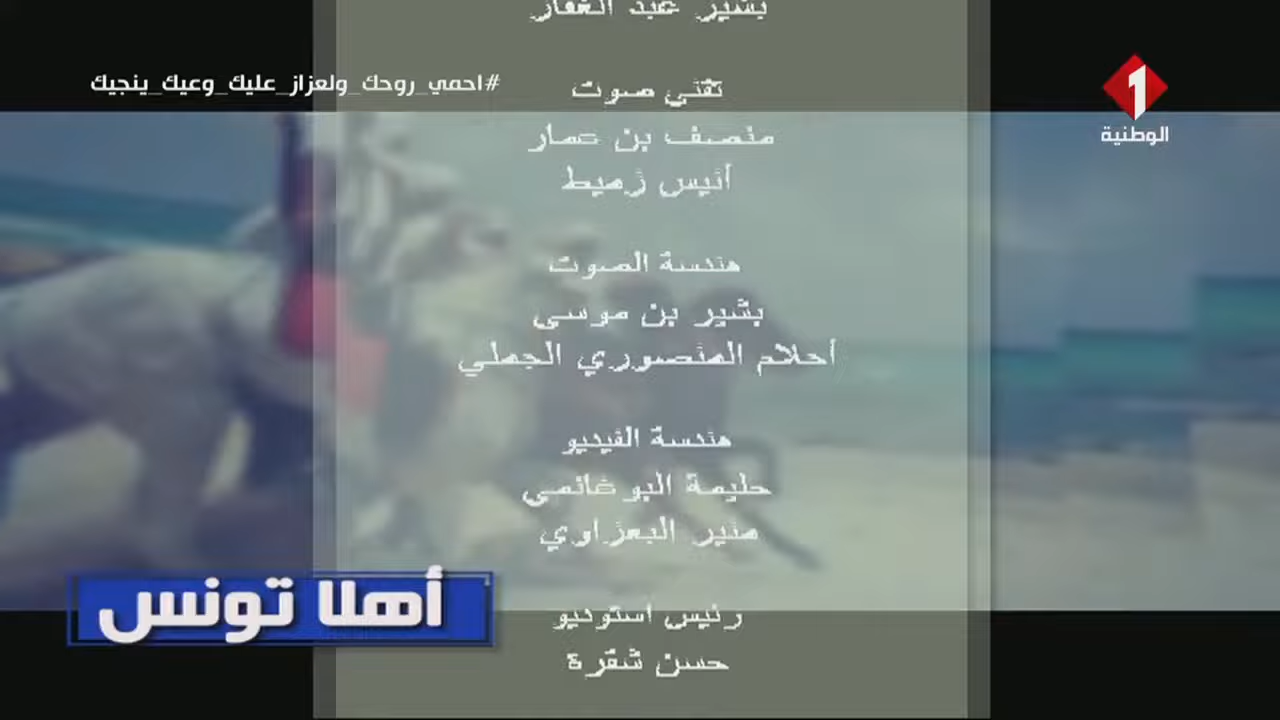 بشير عبد الغفار
#احمي_روحك_ولعزاز_عليك_وعيك_ينجيك
تقني صوت
1
الوطنية
منصف بن عمار
أنيس زميط
هندسة الصوت
بشير بن موسى
أحلام المنصوري الجملي
هندسة الفيديو
حليمة البوغانمي
منير البعزاوي
أهلا تونس
رئيس استوديو
حسن شقرة